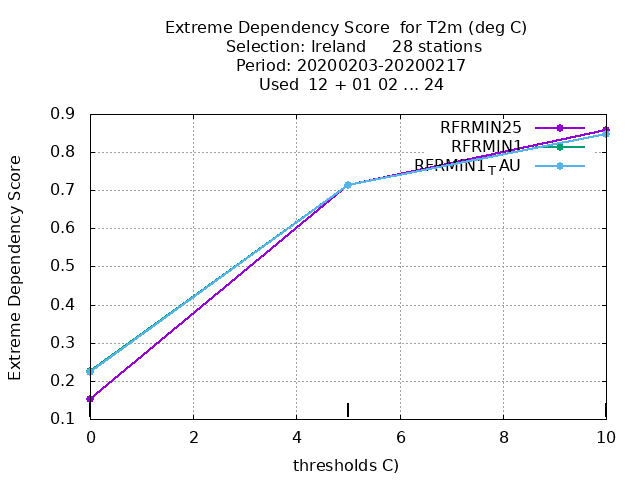 Extreme Dependency Score  for T2m (deg C)
Selection: Ireland     28 stations
Period: 20200203-20200217
Used  12 + 01 02 ... 24
RFRMIN25
RFRMIN1
RFRMIN1┬AU
Extreme Dependency Score
0.9
0.8
0.7
0.6
0.5
0.4
0.3
0.2
0.1
0 2 4 6 8 10
thresholds C)